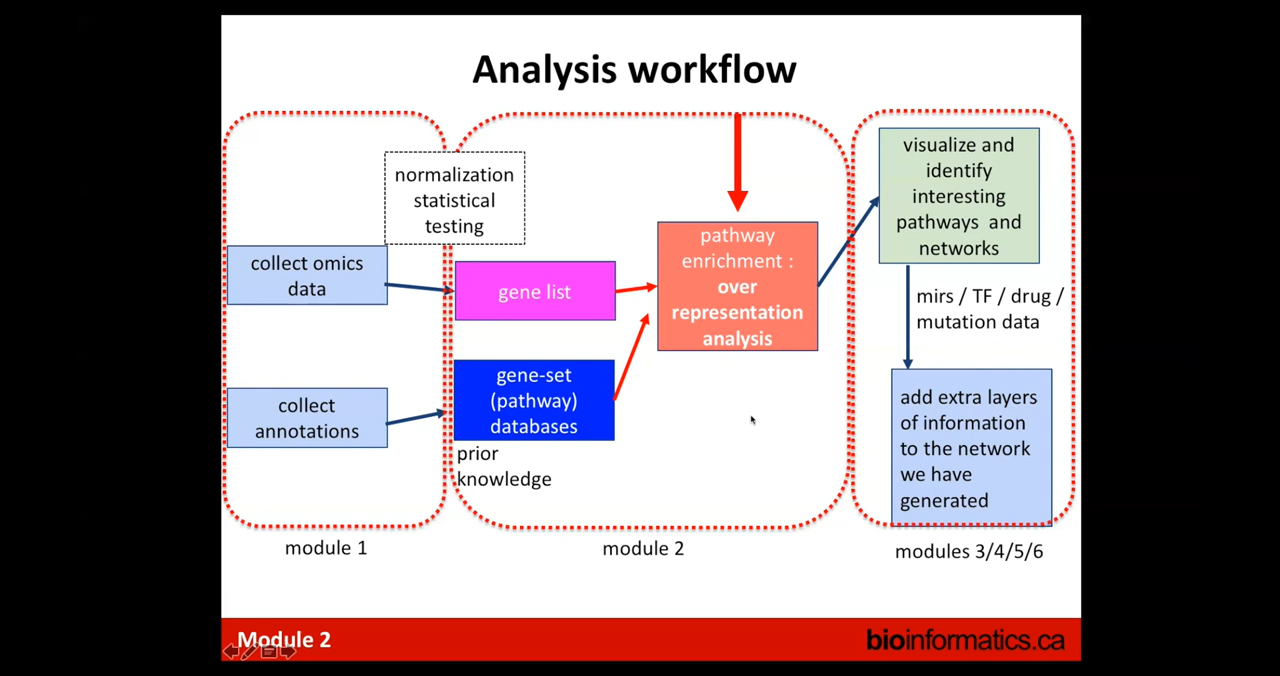 Analysis workflow
normalization
statistical
testing
collect omics
data
collect
annotations
gene list
gene-set
(pathway)
databases
prior
knowledge
pathway
enrichment :
over
representation
analysis
visualize and
identify
interesting
pathways and
networks
mirs / TF / drug /
mutation data
add extra layers
of information
to the network
we have
generated
module 1
module 2
modules 3/4/5/6
Module 2
bioinformatics.ca